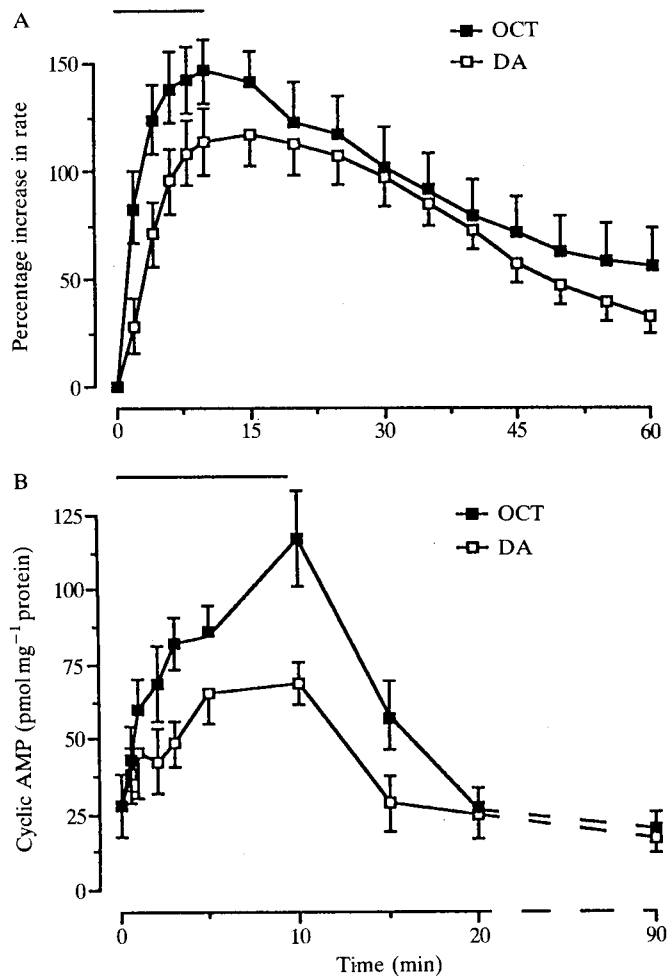 A
OCT
DA
Percentage increase in rate
150
100
50
0
0 15 30 45 60
B
OCT
DA
Cyclic AMP (pmol mg⁻¹ protein)
125
100
75
50
25
0
0 10 20 90
Time (min)